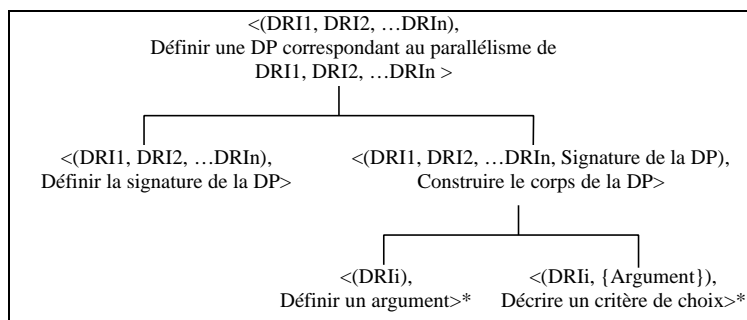 <(DRI1, DRI2, …DRIn),
Définir une DP correspondant au parallélisme de
DRI1, DRI2, …DRIn >
<(DRI1, DRI2, …DRIn),
Définir la signature de la DP>
<(DRI1, DRI2, …DRIn, Signature de la DP),
Construire le corps de la DP>
<(DRIi),
Définir un argument>*
<(DRIi, {Argument}),
Décrire un critère de choix>*